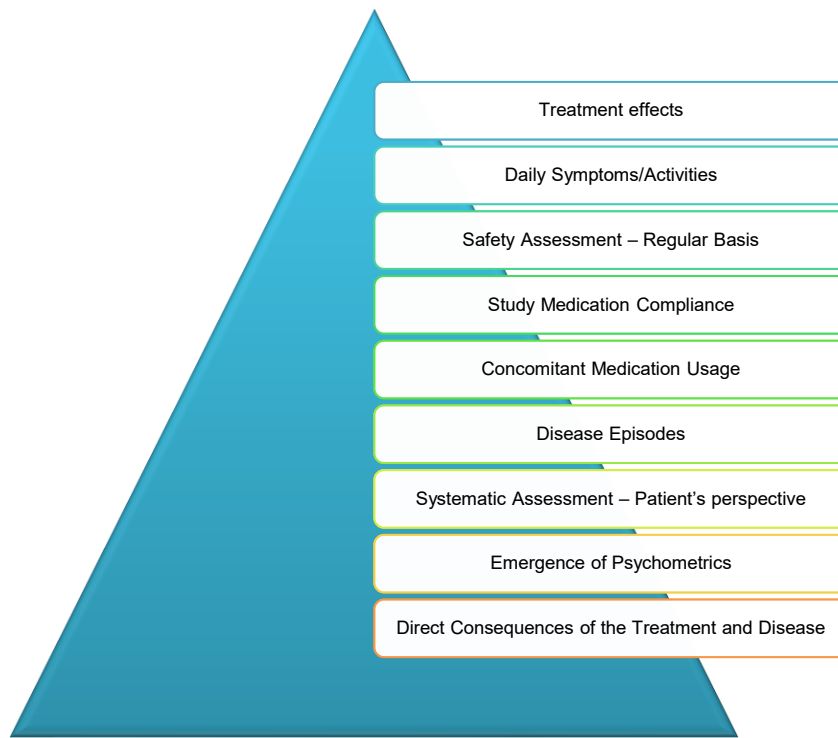 Treatment effects
Daily Symptoms/Activities
Safety Assessment – Regular Basis
Study Medication Compliance
Concomitant Medication Usage
Disease Episodes
Systematic Assessment – Patient’s perspective
Emergence of Psychometrics
Direct Consequences of the Treatment and Disease